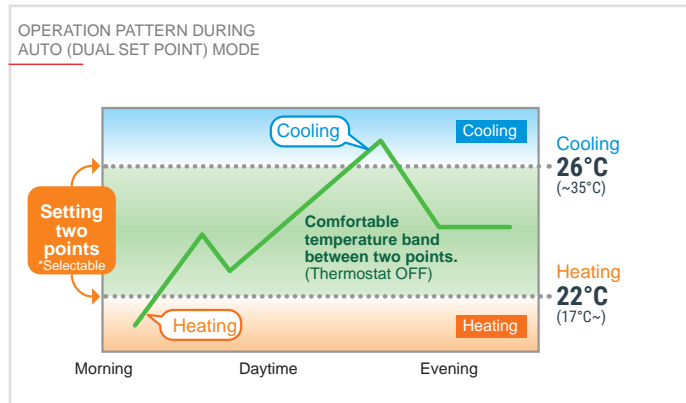 OPERATION PATTERN DURING
AUTO (DUAL SET POINT) MODE
Cooling
Cooling
Cooling
26°C
(~35°C)
Setting
two
points
*Selectable
Comfortable
temperature band
between two points.
(Thermostat OFF)
Heating
22°C
(17°C~)
Heating
Heating
Morning
Daytime
Evening